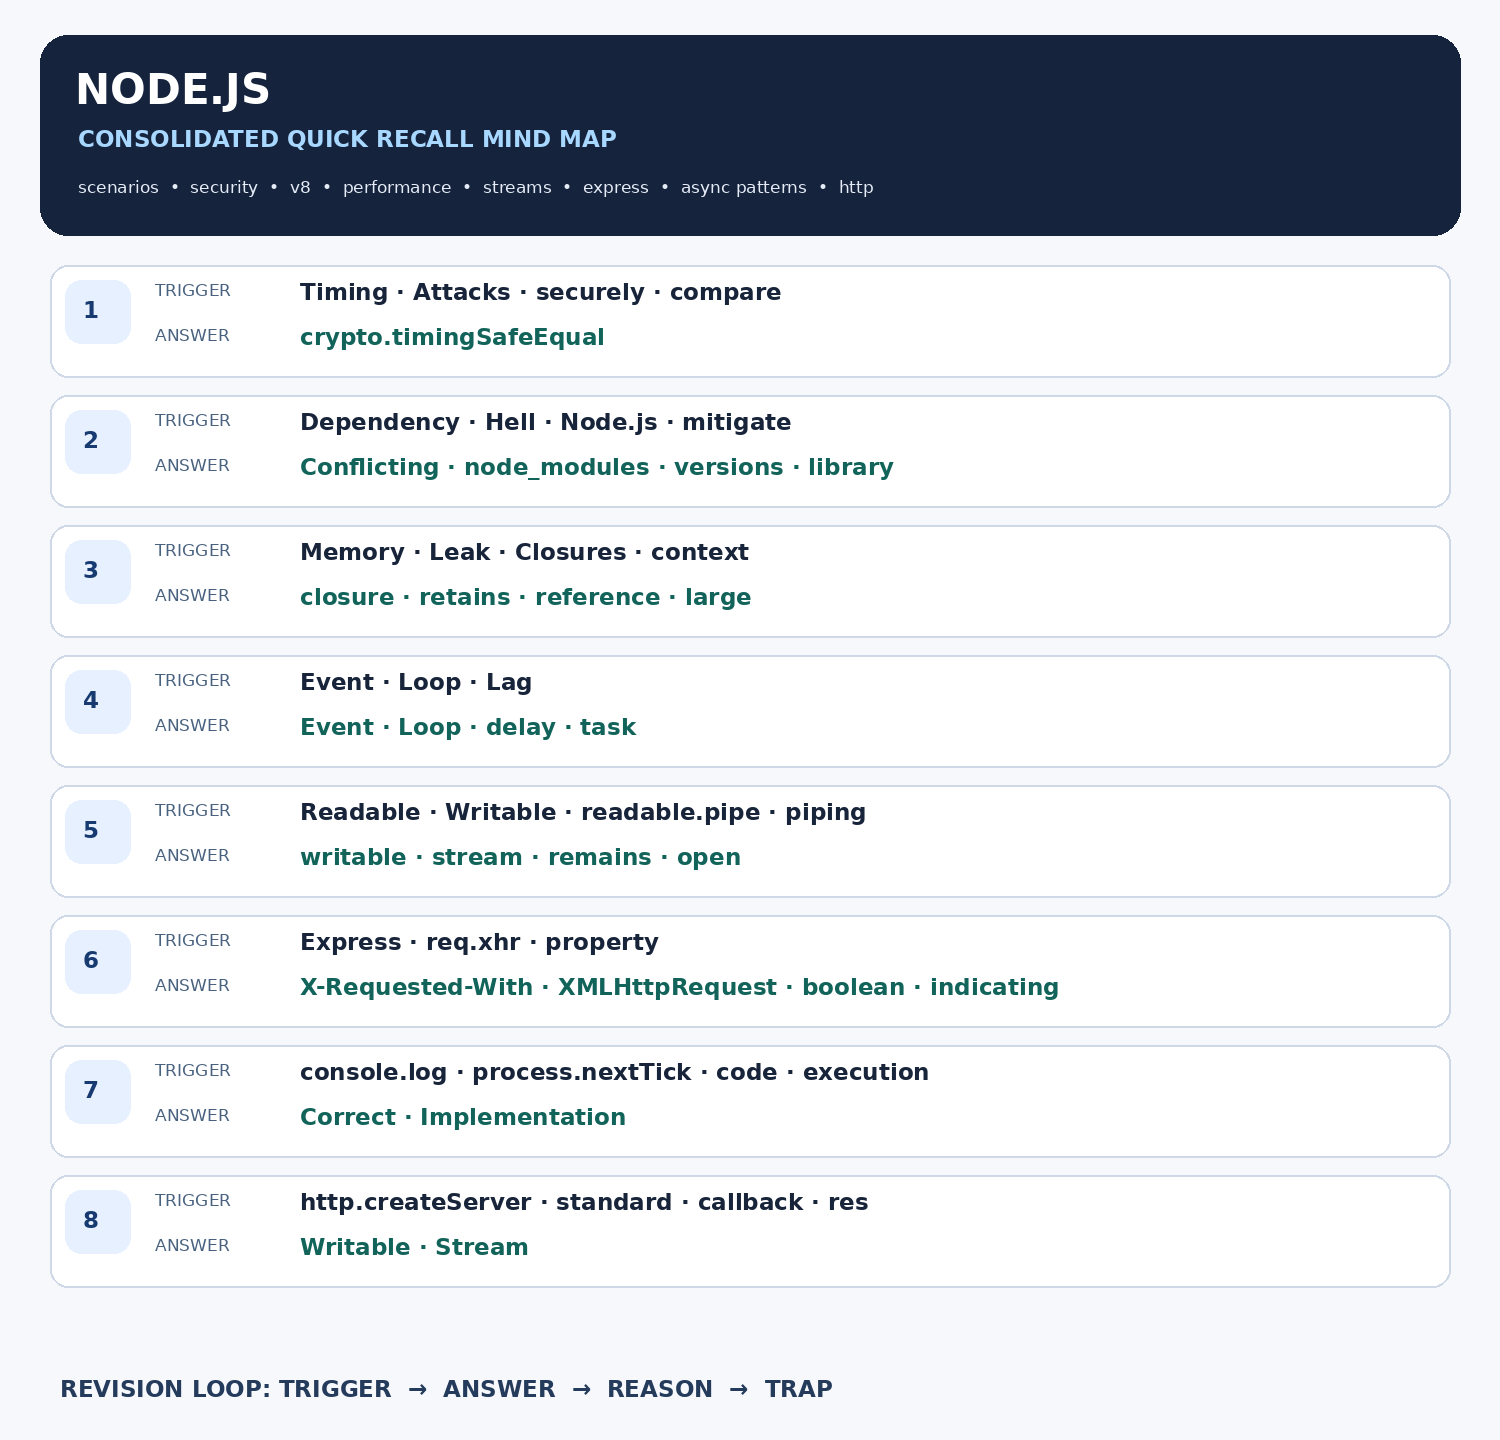 NODE.JS
CONSOLIDATED QUICK RECALL MIND MAP
scenarios • security • v8 • performance • streams • express • async patterns • http
1
TRIGGER Timing · Attacks · securely · compare
ANSWER crypto.timingSafeEqual
2
TRIGGER Dependency · Hell · Node.js · mitigate
ANSWER Conflicting · node_modules · versions · library
3
TRIGGER Memory · Leak · Closures · context
ANSWER closure · retains · reference · large
4
TRIGGER Event · Loop · Lag
ANSWER Event · Loop · delay · task
5
TRIGGER Readable · Writable · readable.pipe · piping
ANSWER writable · stream · remains · open
6
TRIGGER Express · req.xhr · property
ANSWER X-Requested-With · XMLHttpRequest · boolean · indicating
7
TRIGGER console.log · process.nextTick · code · execution
ANSWER Correct · Implementation
8
TRIGGER http.createServer · standard · callback · res
ANSWER Writable · Stream
REVISION LOOP: TRIGGER → ANSWER → REASON → TRAP